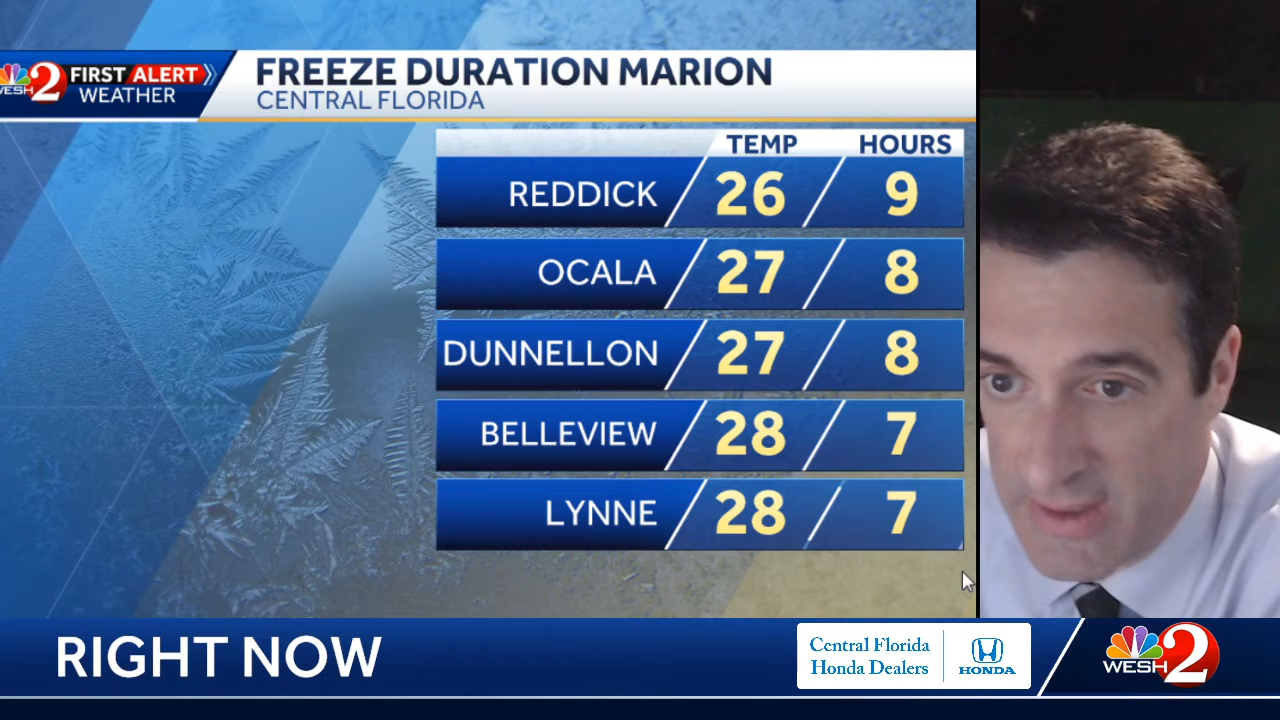 WESH 2 FIRST ALERT
WEATHER
FREEZE DURATION MARION
CENTRAL FLORIDA
TEMP HOURS
REDDICK 26 9
OCALA 27 8
DUNNELLON 27 8
BELLEVIEW 28 7
LYNNE 28 7
RIGHT NOW
Central Florida
Honda Dealers
HONDA
WESH 2